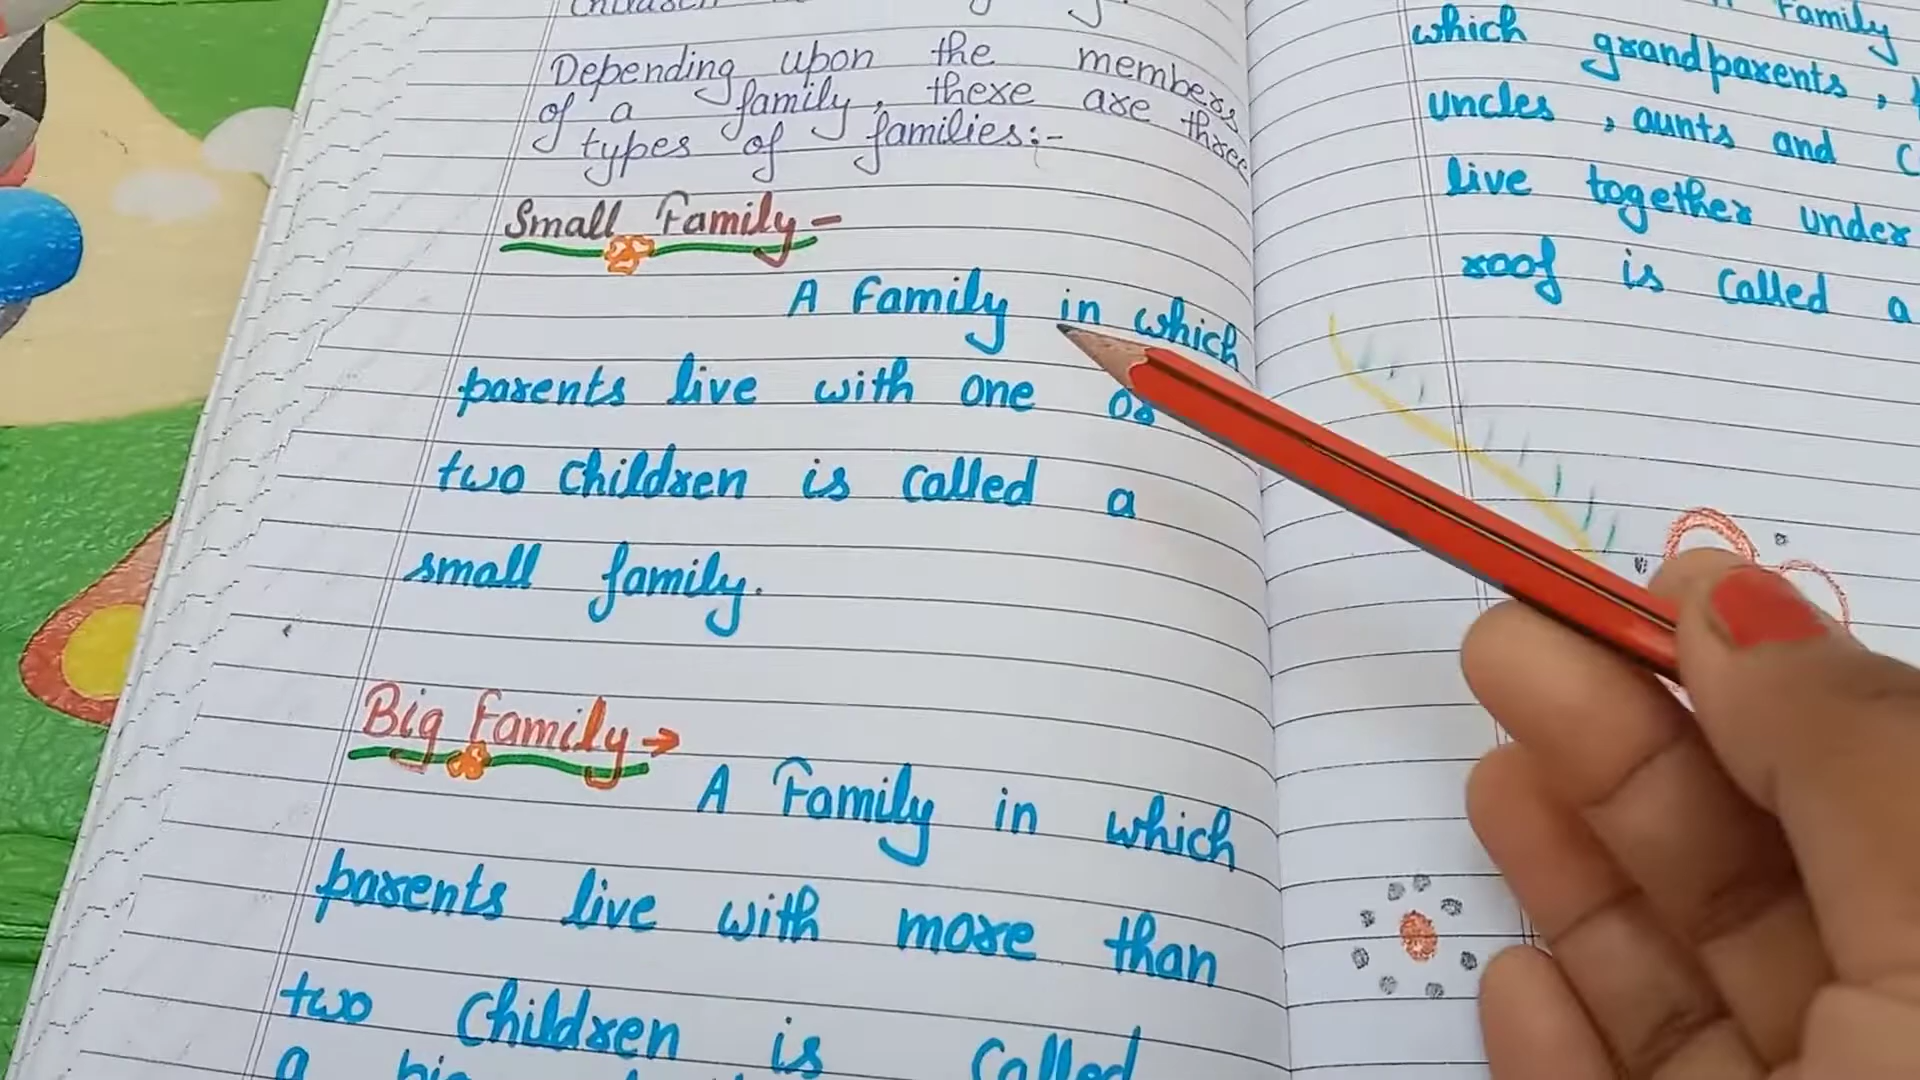 Children
Depending upon the members
of a family, there are three
types of families:-
Small Family -
A Family in which
parents live with one or
two children is called a
small family.
Big Family →
A Family in which
parents live with more than
two children is called
a big
Family
which grandparents,
uncles, aunts and
live together under
roof is called a